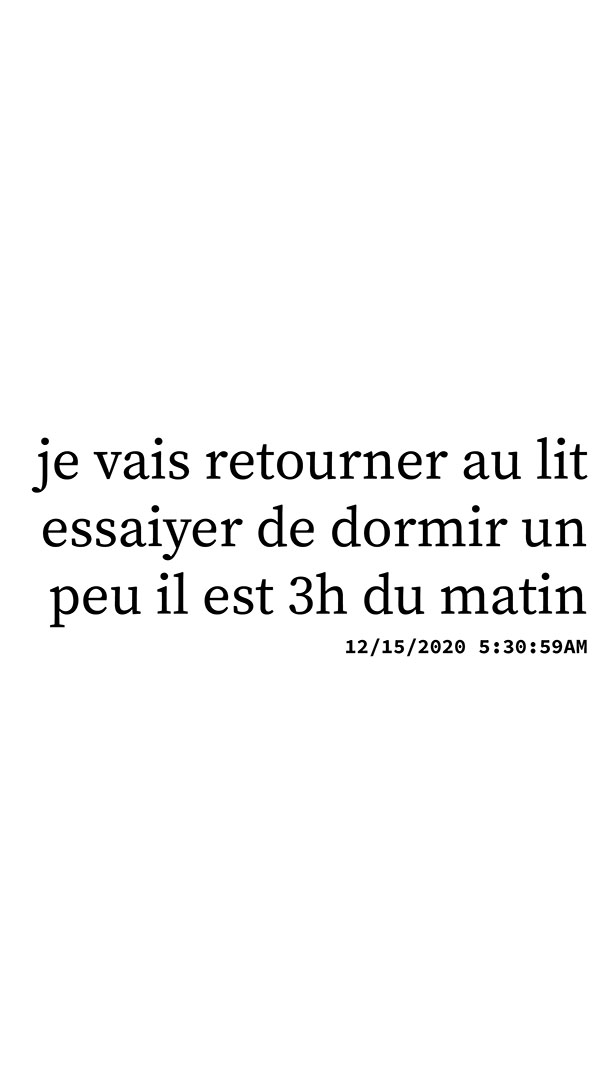 je vais retourner au lit
essaiyer de dormir un
peu il est 3h du matin
12/15/2020 5:30:59AM